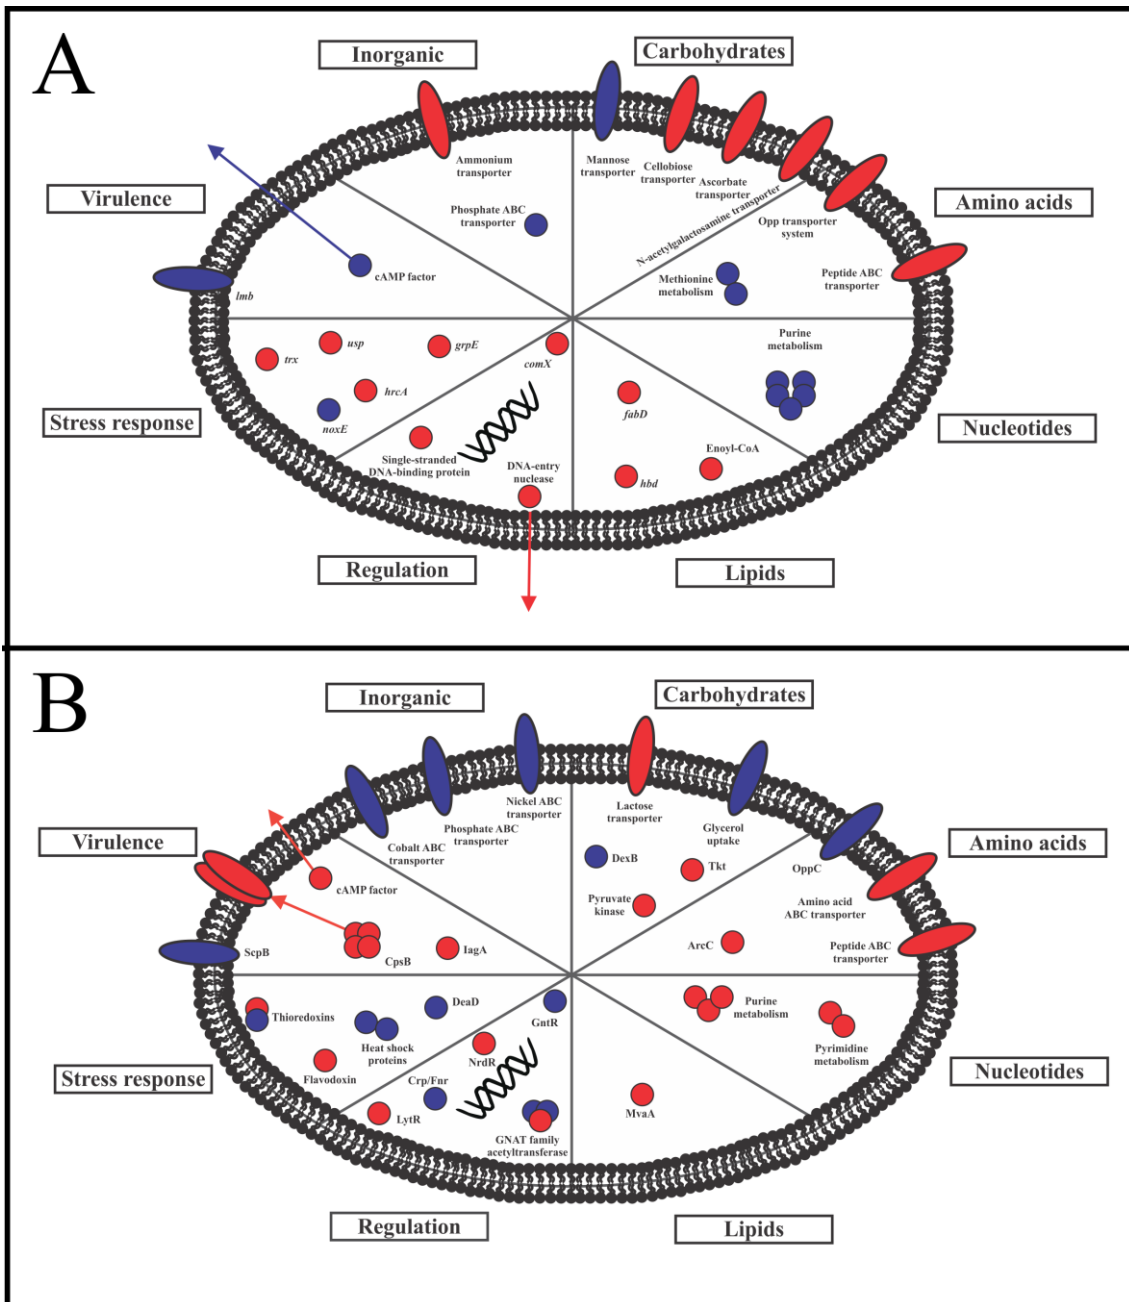 A
Inorganic
Carbohydrates
Virulence
Amino acids
Ammonium
transporter
Mannose
transporter
Cellobiose
transporter
Ascorbate
transporter
N-acetylgalactosamine transporter
Opp transporter
system
Phosphate ABC
transporter
cAMP factor
lmb
Methionine
metabolism
Peptide ABC
transporter
Purine
metabolism
trx
usp
grpE
comX
hrcA
noxE
fabD
Stress response
Nucleotides
Single-stranded
DNA-binding protein
DNA-entry
nuclease
Enoyl-CoA
hbd
Regulation
Lipids
B
Inorganic
Carbohydrates
Virulence
Amino acids
Nickel ABC
transporter
Phosphate ABC
transporter
Cobalt ABC
transporter
Lactose
transporter
Glycerol
uptake
DexB
Tkt
OppC
Pyruvate
kinase
cAMP factor
Amino acid
ABC transporter
ScpB
CpsB
IagA
ArcC
Peptide ABC
transporter
Thioredoxins
DeaD
GntR
Heat shock
proteins
Purine
metabolism
Pyrimidine
metabolism
Stress response
Nucleotides
Flavodoxin
NrdR
Crp/Fnr
LytR
GNAT family
acetyltransferase
MvaA
Regulation
Lipids